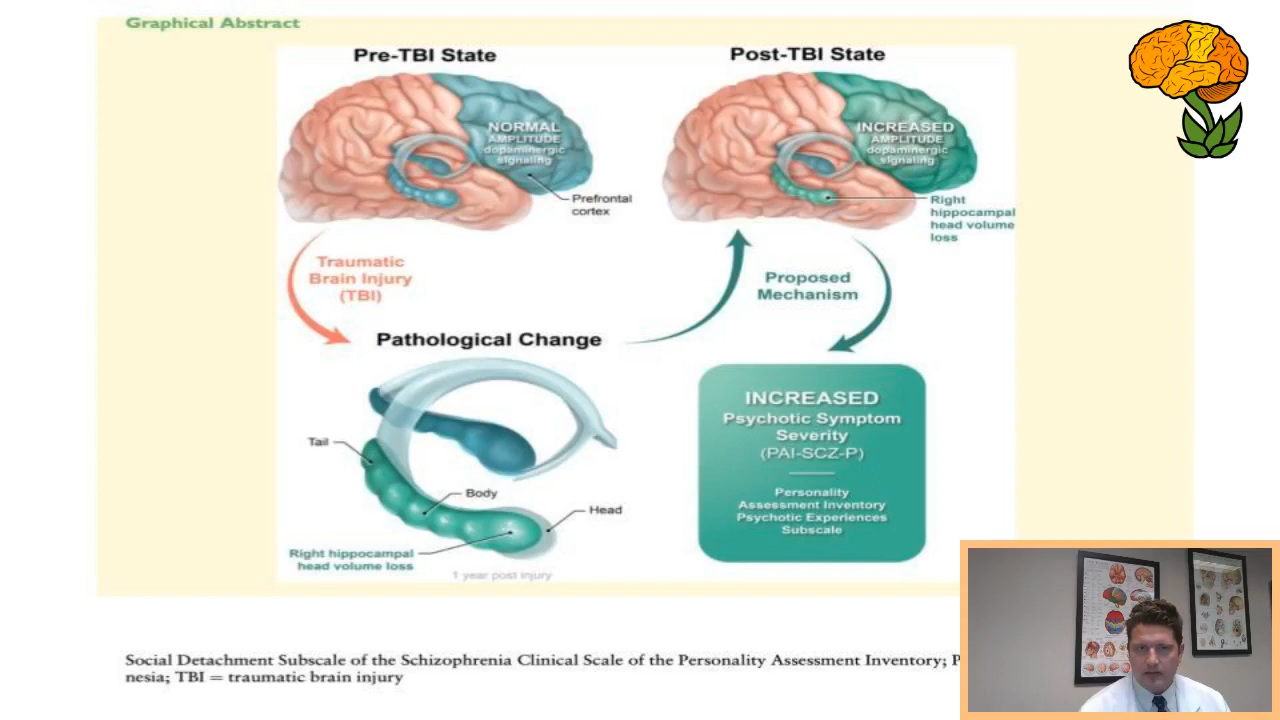 Graphical Abstract
Pre-TBI State
Post-TBI State
NORMAL
AMPLITUDE
dopaminergic
signaling
INCREASED
AMPLITUDE
dopaminergic
signaling
Prefrontal
cortex
Right
hippocampal
head volume
loss
Traumatic
Brain Injury
(TBI)
Proposed
Mechanism
Pathological Change
Tail
Body
Head
Right hippocampal
head volume loss
1 year post injury
INCREASED
Psychotic Symptom
Severity
(PAI-SCZ-P)
Personality
Assessment Inventory
Psychotic Experiences
Subscale
Social Detachment Subscale of the Schizophrenia Clinical Scale of the Personality Assessment Inventory;
nesia; TBI = traumatic brain injury